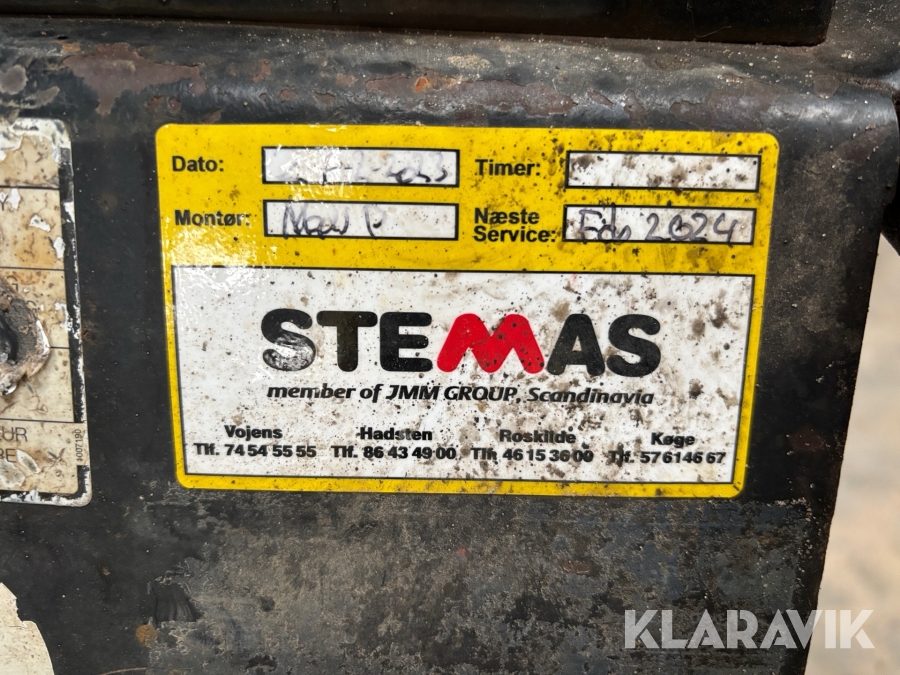 Dato:
Timer:
Montør:
Næste
Service: Feb 2024
STEMAS
member of JMM GROUP, Scandinavia
Vojens Hadsten Roskilde Køge
Tlf. 74 54 55 55 Tlf. 86 43 49 00 Tlf. 46 15 36 00 Tlf. 57 61 46 67
400719
KLARAVIK